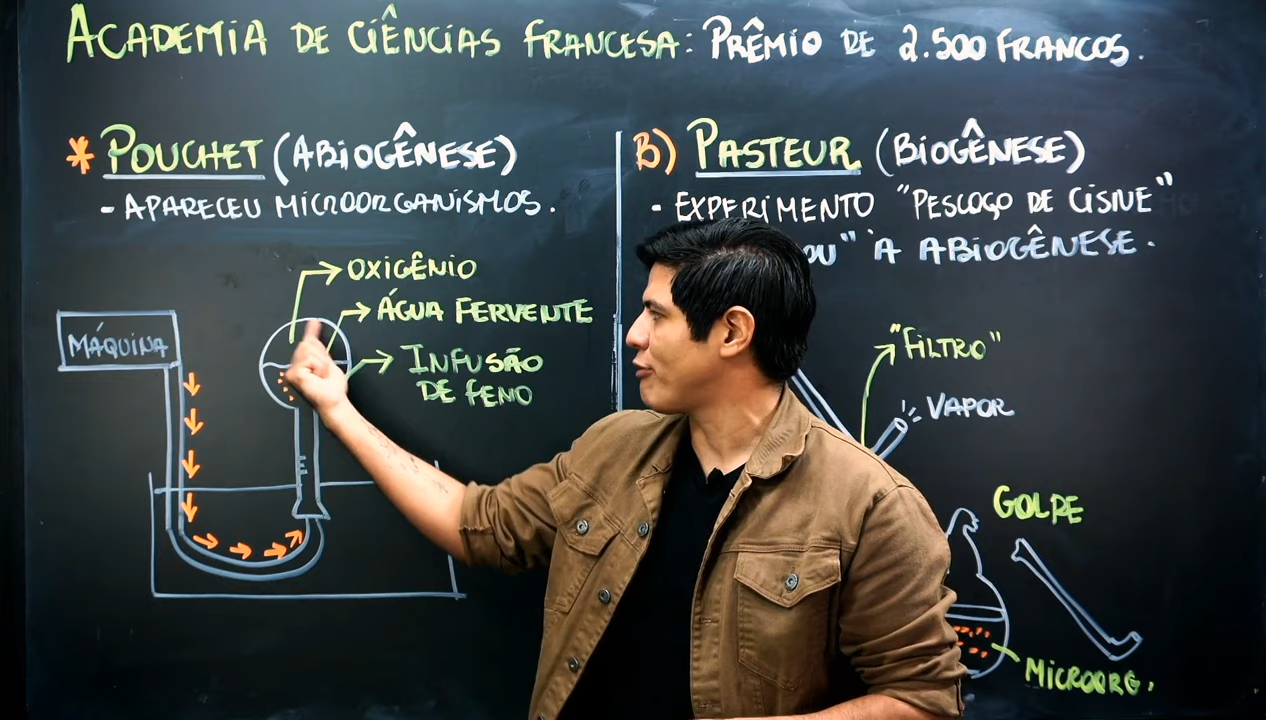 ACADEMIA DE CIÊNCIAS FRANCESA: PRÊMIO DE 2.500 FRANCOS.
* POUCHET (ABIOGÊNESE)
- APARECEU MICROORGANISMOS.
OXIGÊNIO
ÁGUA FERVENTE
INFUSÃO
DE FENO
MÁQUINA
B) PASTEUR (BIOGÊNESE)
- EXPERIMENTO "PESCOÇO DE CISNE"
OU" À ABIOGÊNESE.
"FILTRO"
VAPOR
GOLPE
MICROORG.